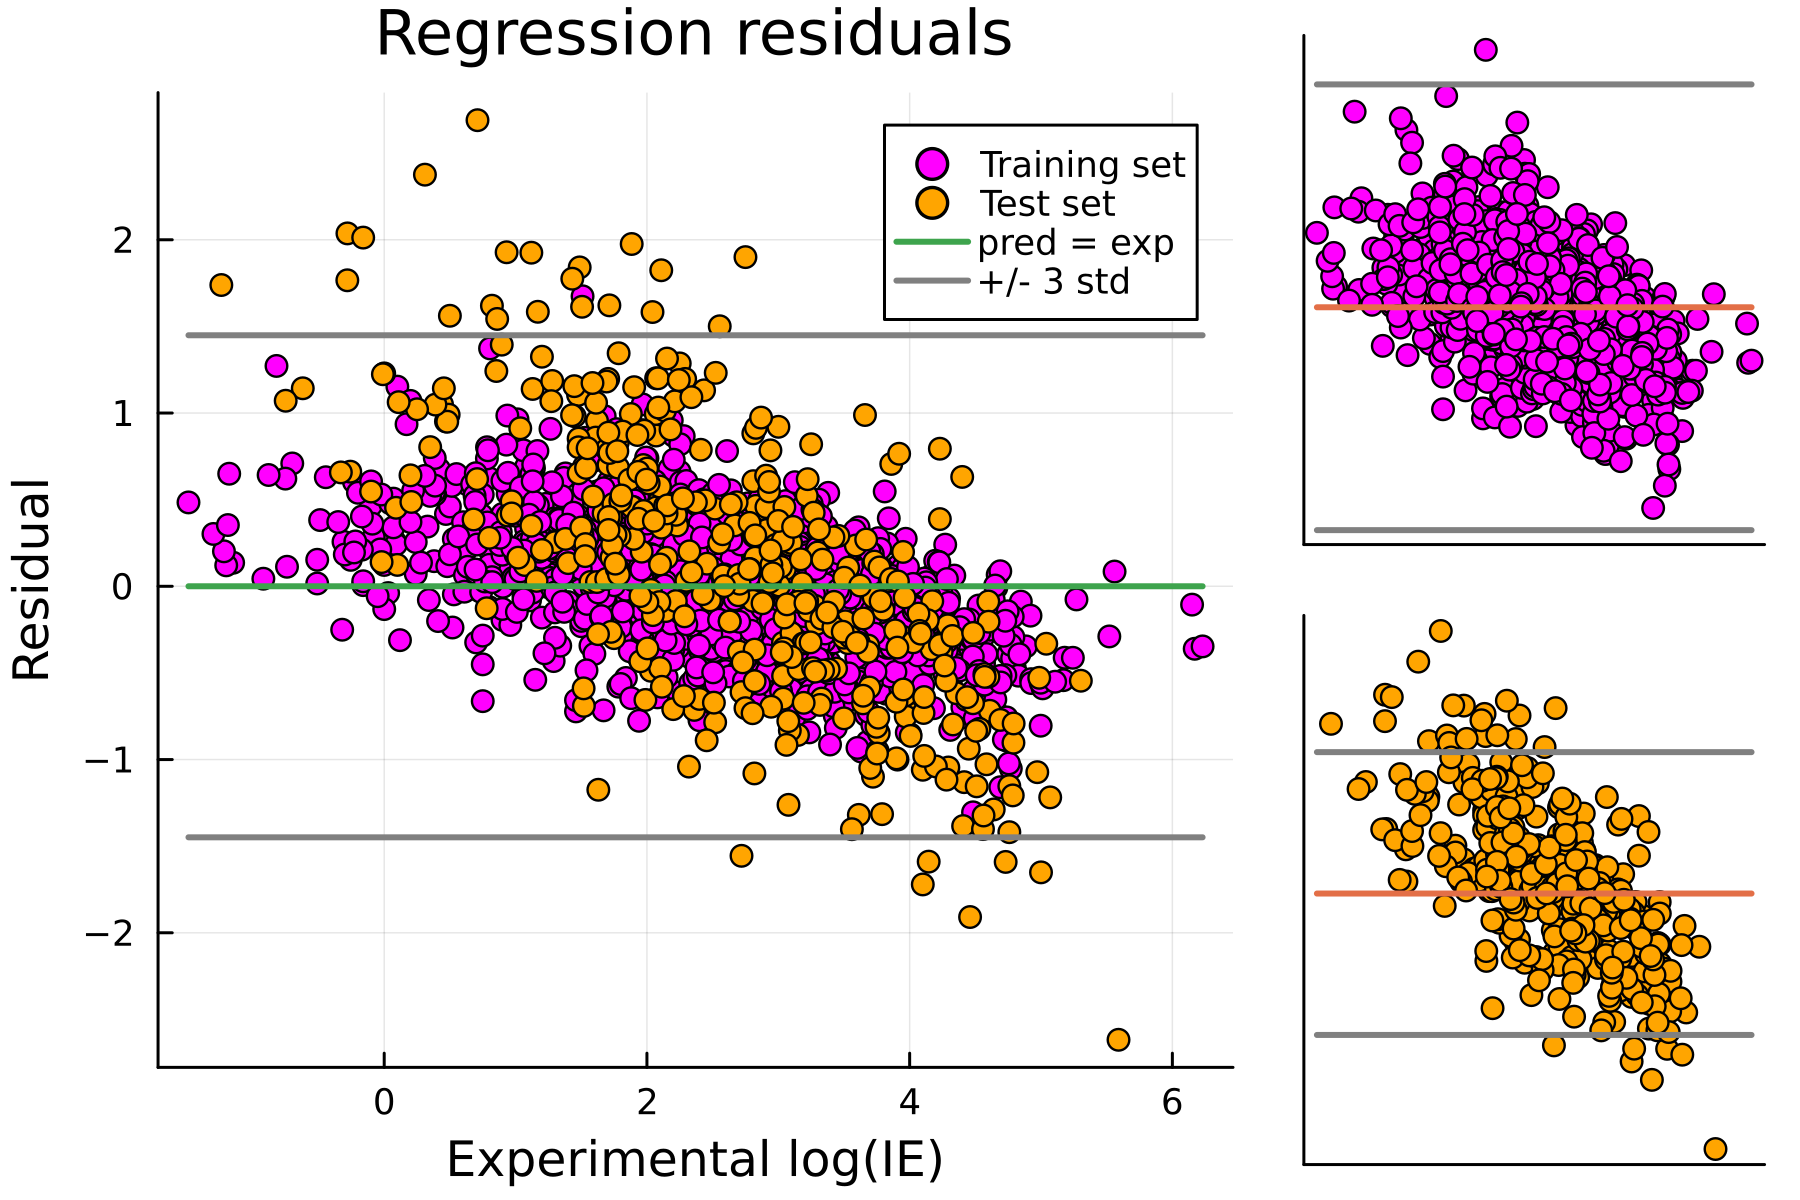 Regression residuals
Training set
Test set
pred = exp
+/- 3 std
Residual
2
1
0
−1
−2
0
2
4
6
Experimental log(IE)